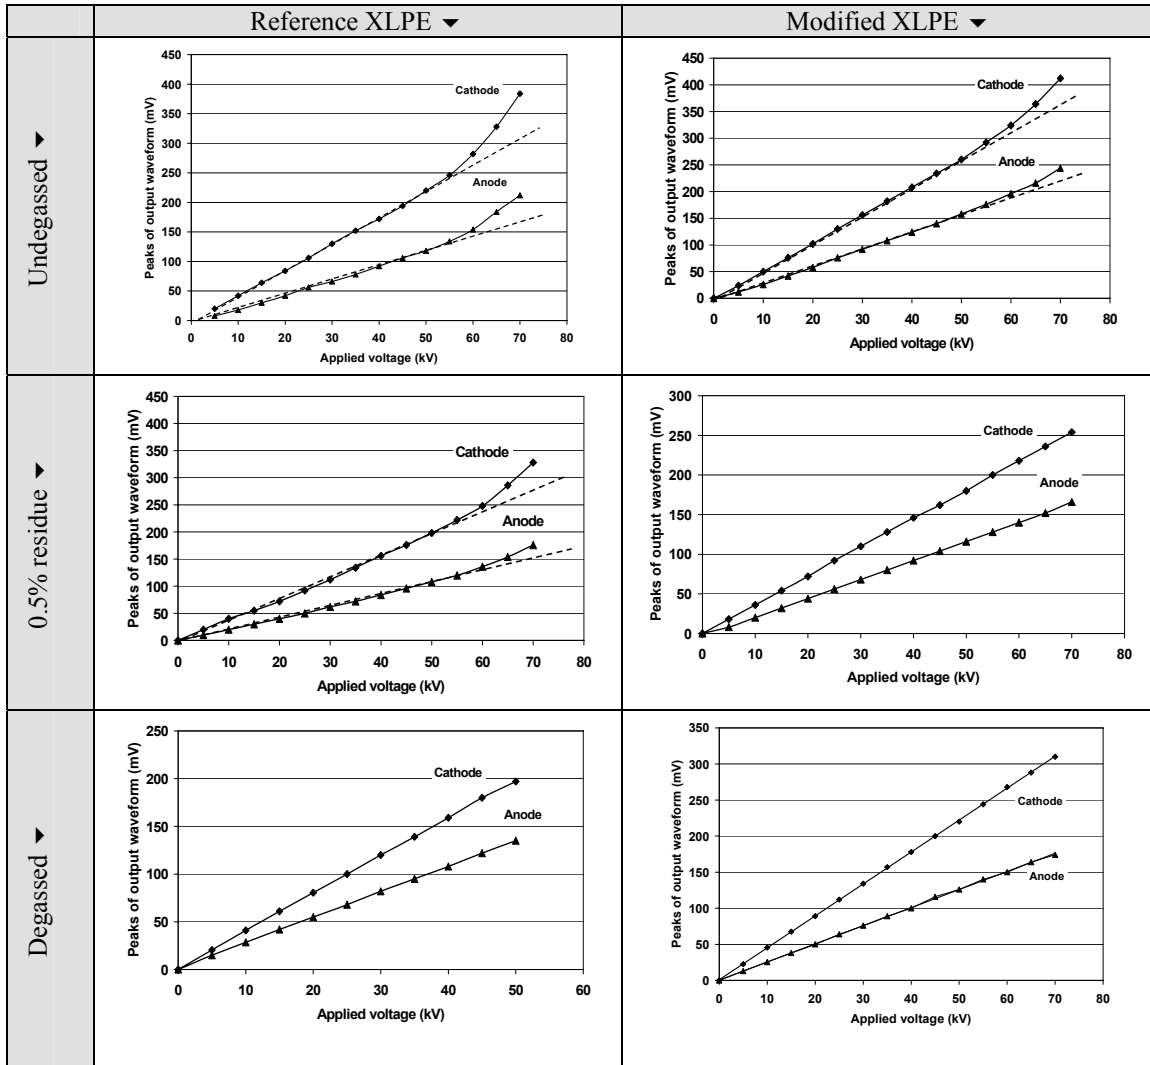 Reference XLPE ▼
Modified XLPE ▼
Undegassed ▼
450
400
350
300
250
200
150
100
50
0
Peaks of output waveform (mV)
Cathode
Anode
0 10 20 30 40 50 60 70 80
Applied voltage (kV)
450
400
350
300
250
200
150
100
50
0
Peaks of output waveform (mV)
Cathode
Anode
0 10 20 30 40 50 60 70 80
Applied voltage (kV)
0.5% residue ▼
450
400
350
300
250
200
150
100
50
0
Peaks of output waveform (mV)
Cathode
Anode
0 10 20 30 40 50 60 70 80
Applied voltage (kV)
300
250
200
150
100
50
0
Peaks of output waveform (mV)
Cathode
Anode
0 10 20 30 40 50 60 70 80
Applied voltage (kV)
Degassed ▼
250
200
150
100
50
0
Peaks of output waveform (mV)
Cathode
Anode
0 10 20 30 40 50 60
Applied voltage (kV)
350
300
250
200
150
100
50
0
Peaks of output waveform (mV)
Cathode
Anode
0 10 20 30 40 50 60 70 80
Applied voltage (kV)